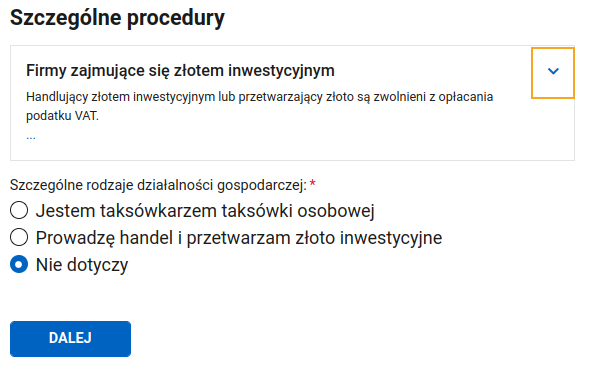 Szczególne procedury
Firmy zajmujące się złotem inwestycyjnym
Handlujący złotem inwestycyjnym lub przetwarzający złoto są zwolnieni z opłacania
podatku VAT.
...
Szczególne rodzaje działalności gospodarczej: *
Jestem taksówkarzem taksówki osobowej
Prowadzę handel i przetwarzam złoto inwestycyjne
Nie dotyczy
DALEJ